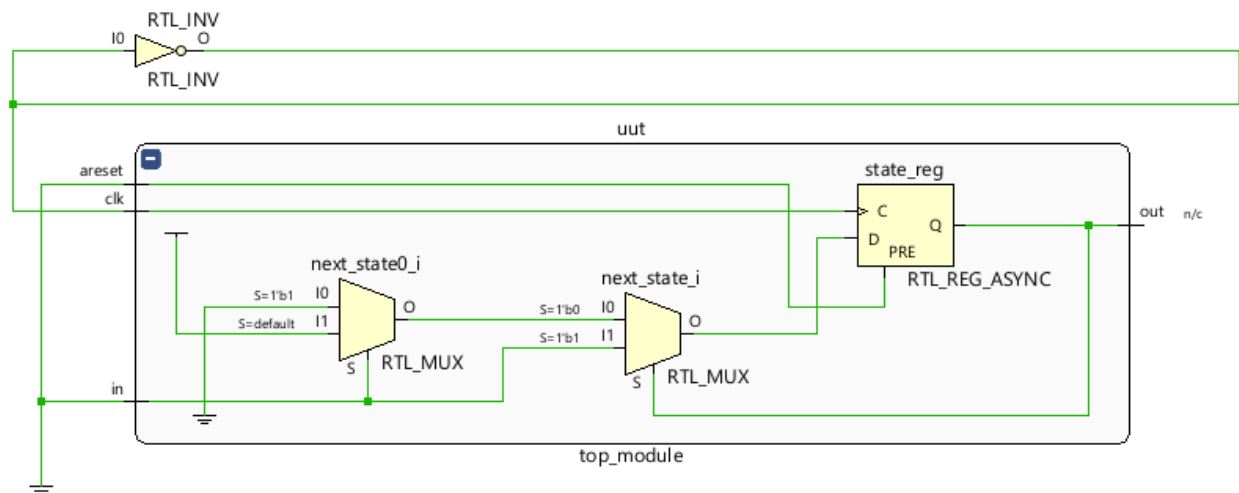 RTL_INV
I0
O
RTL_INV
uut
areset
clk
state_reg
C
D
Q
PRE
RTL_REG_ASYNC
out
n/c
next_state0_i
S=1'b1
I0
S=default
I1
O
S
RTL_MUX
next_state_i
S=1'b0
I0
S=1'b1
I1
O
S
RTL_MUX
in
top_module